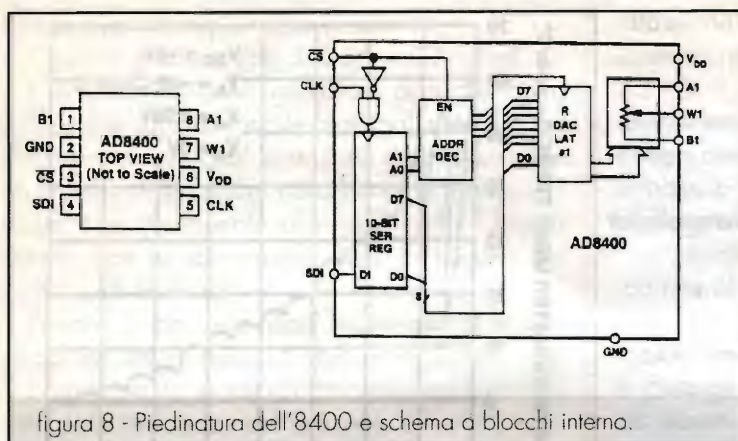 B1 1
GND 2
CS 3
SDI 4
AD8400
TOP VIEW
(Not to Scale)
8 A1
7 W1
6 VDD
5 CLK
CS
CLK
SDI
EN
ADDR
DEC
A1
A0
D7
10-BIT
SER
REG
D1
D0
8
D7
D0
R
DAC
LAT
#1
AD8400
VDD
A1
W1
B1
GND
figura 8 - Piedinatura dell'8400 e schema a blocchi interno.